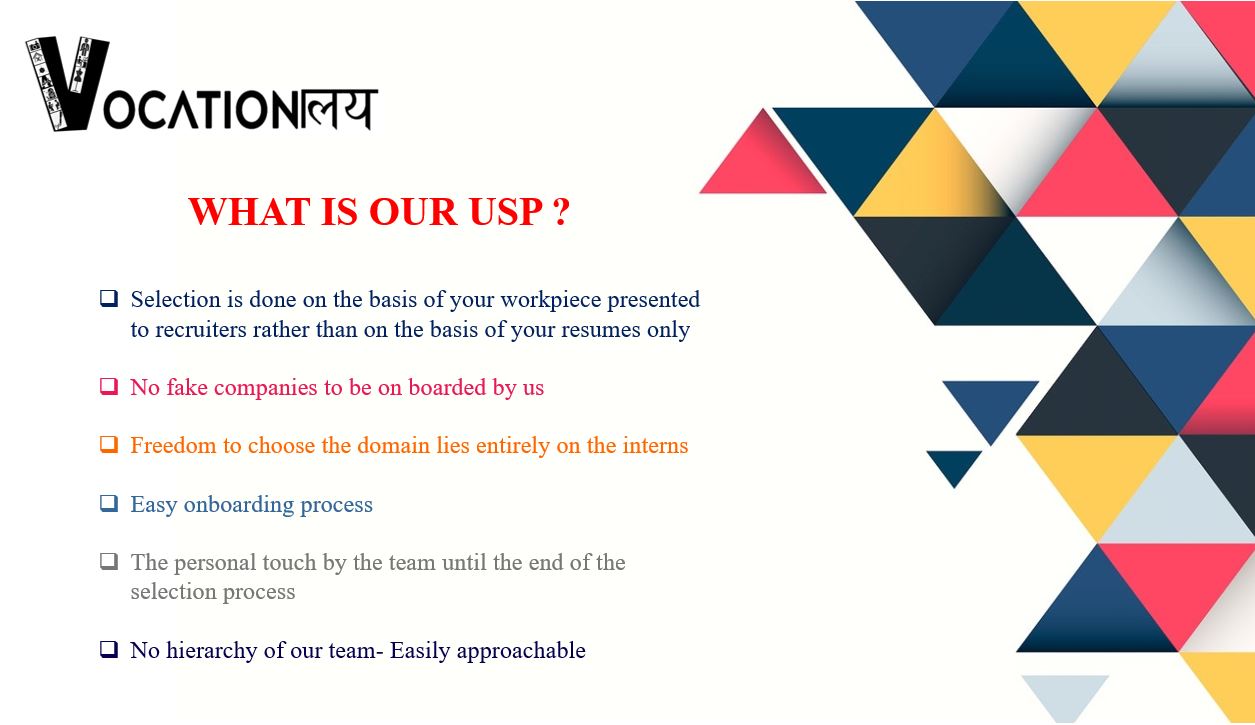 VOCATIONालय
WHAT IS OUR USP ?
Selection is done on the basis of your workpiece presented
to recruiters rather than on the basis of your resumes only
No fake companies to be on boarded by us
Freedom to choose the domain lies entirely on the interns
Easy onboarding process
The personal touch by the team until the end of the
selection process
No hierarchy of our team- Easily approachable